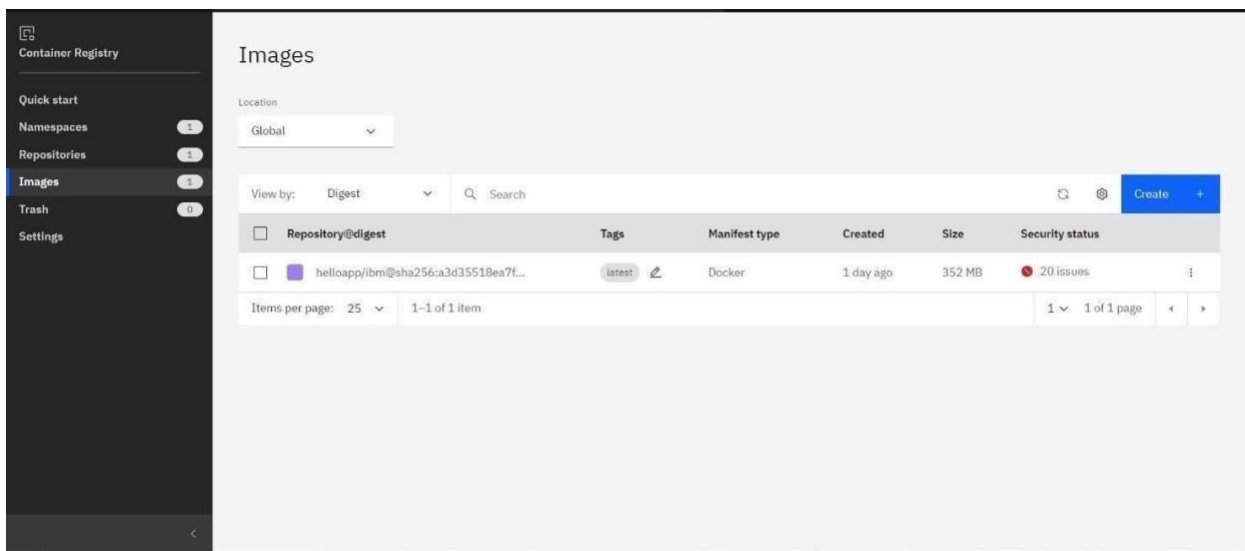 Container Registry
Quick start
Namespaces 1
Repositories 1
Images 1
Trash 0
Settings
Images
Location
Global
View by: Digest Search Create +
Repository@digest Tags Manifest type Created Size Security status
helloapp/ibm@sha256:a3d35518ea7f... latest Docker 1 day ago 352 MB 20 issues
Items per page: 25 1–1 of 1 item 1 1 of 1 page